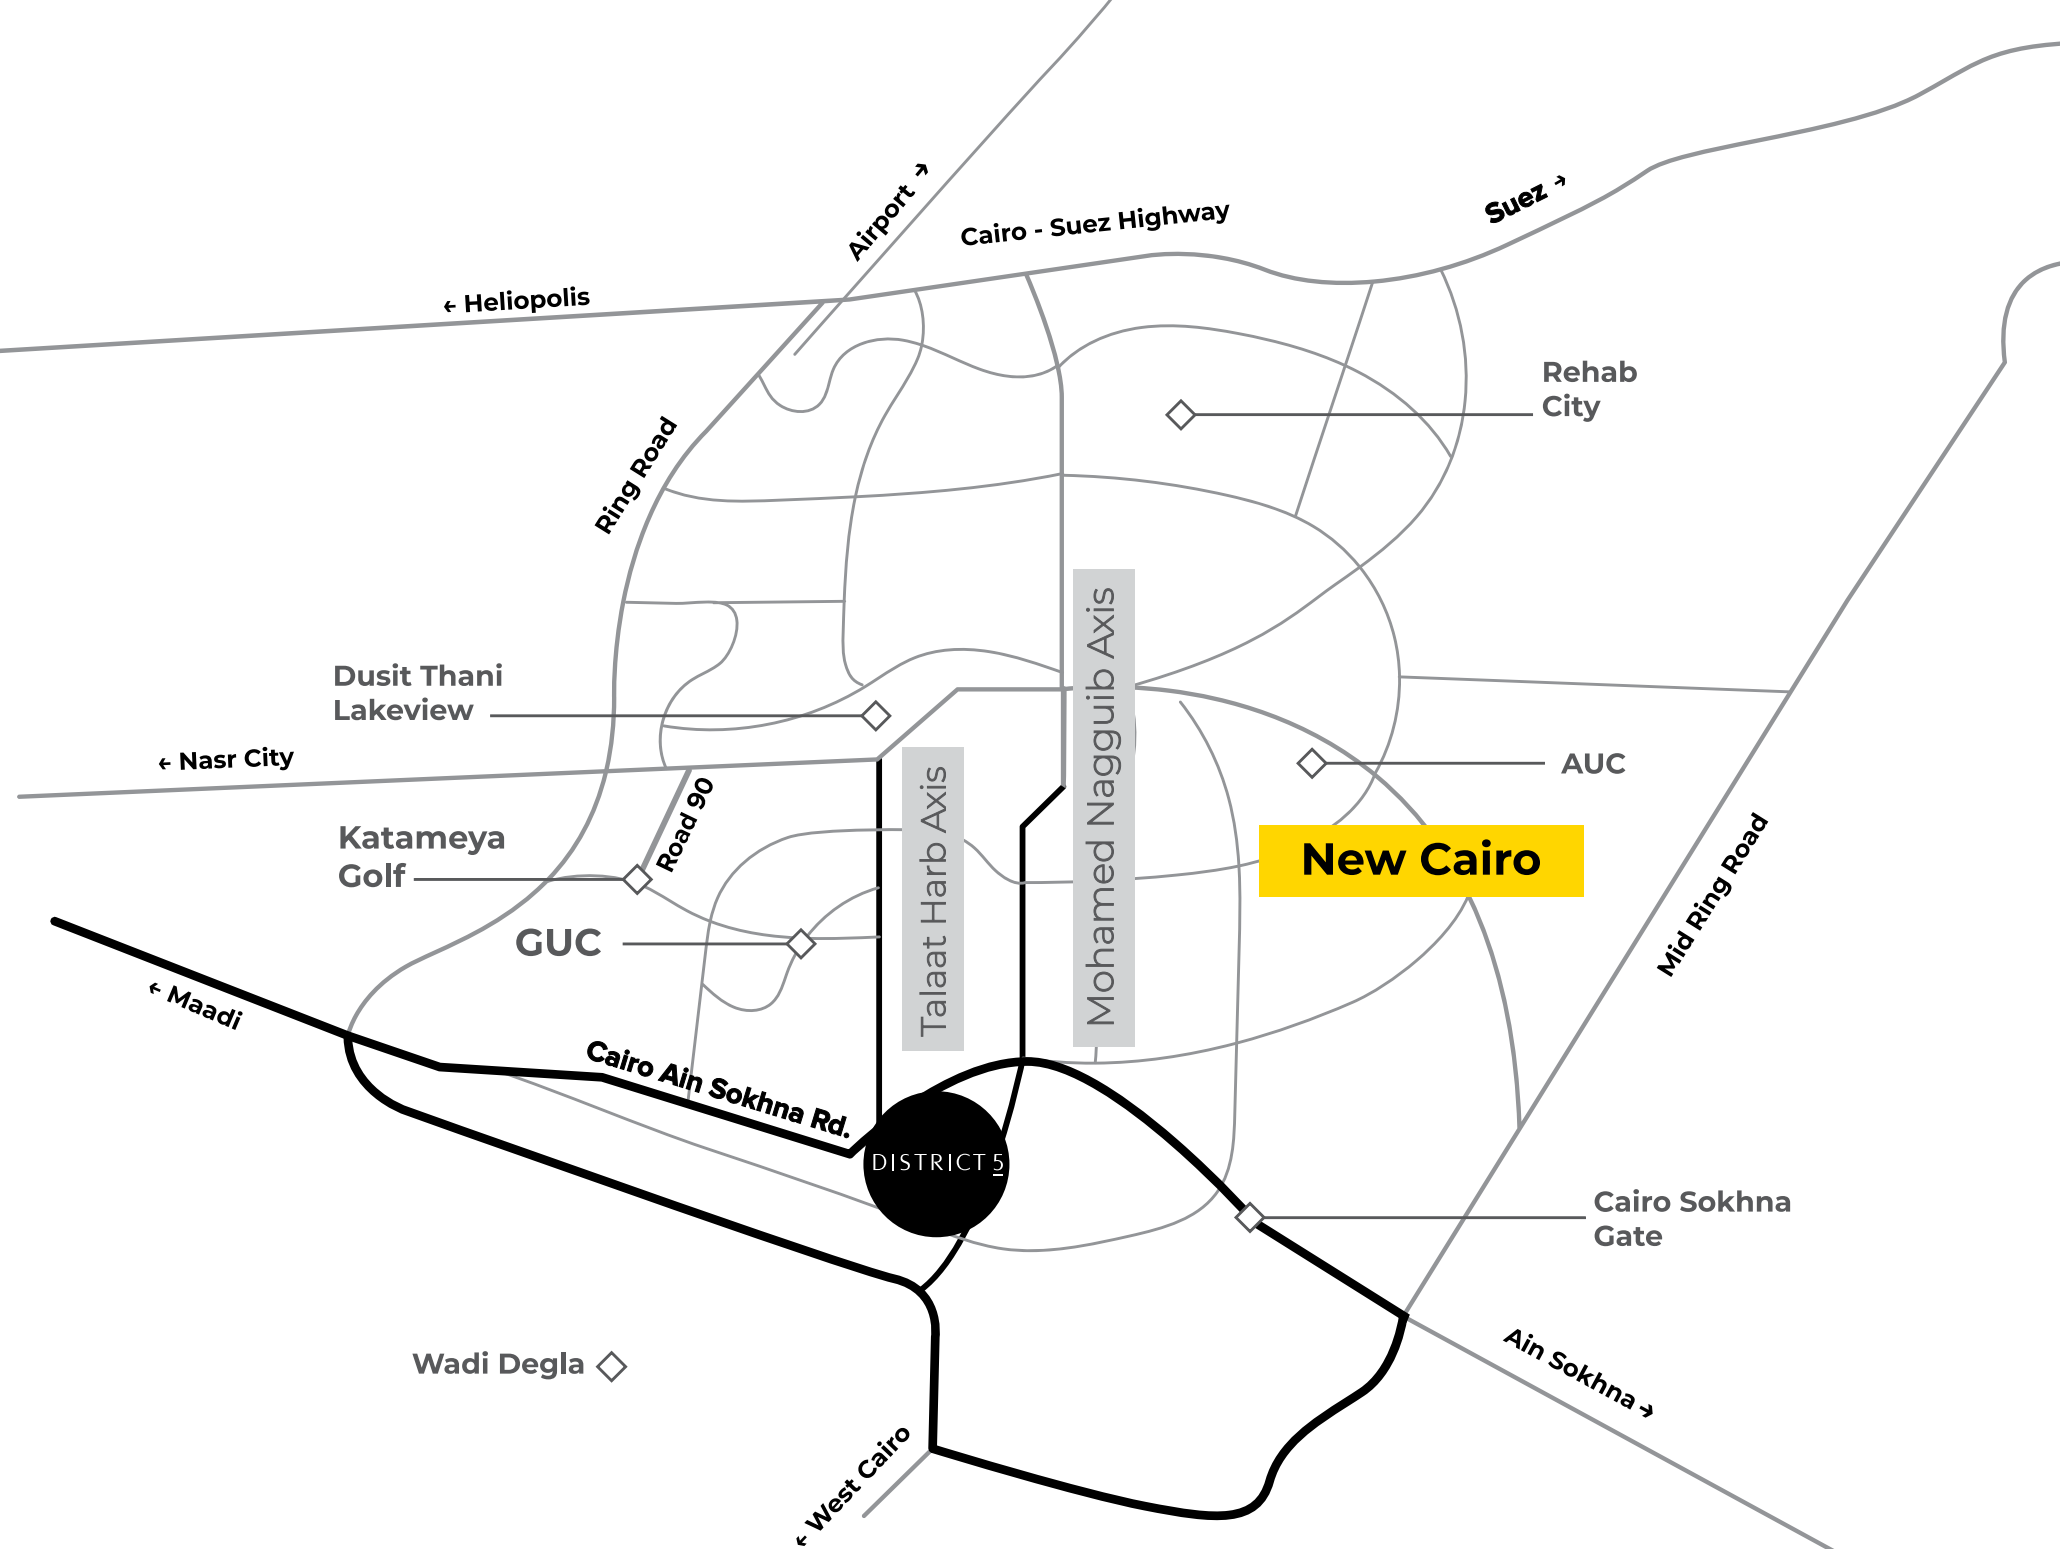 Airport →
Cairo - Suez Highway
Suez →
← Heliopolis
Rehab
City
Ring Road
Mohamed Nagguib Axis
Dusit Thani
Lakeview
← Nasr City
Talaat Harb Axis
AUC
Road 90
Katameya
Golf
New Cairo
Mid Ring Road
GUC
← Maadi
Cairo Ain Sokhna Rd.
DISTRICT 5
Cairo Sokhna
Gate
Wadi Degla
Ain Sokhna →
← West Cairo